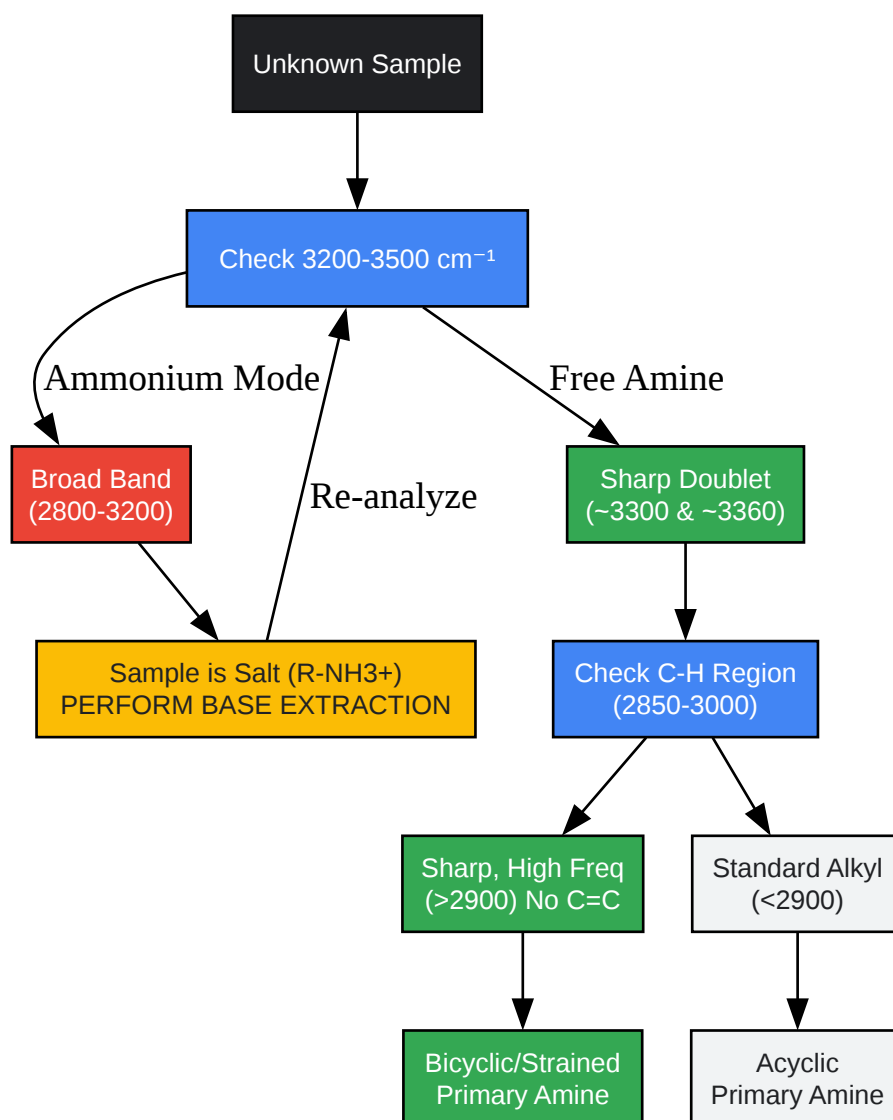 Unknown Sample
Check 3200-3500 cm⁻¹
Ammonium Mode
Free Amine
Broad Band
(2800-3200)
Sharp Doublet
(~3300 & ~3360)
Re-analyze
Sample is Salt (R-NH3+)
PERFORM BASE EXTRACTION
Check C-H Region
(2850-3000)
Sharp, High Freq
(>2900) No C=C
Standard Alkyl
(<2900)
Bicyclic/Strained
Primary Amine
Acyclic
Primary Amine